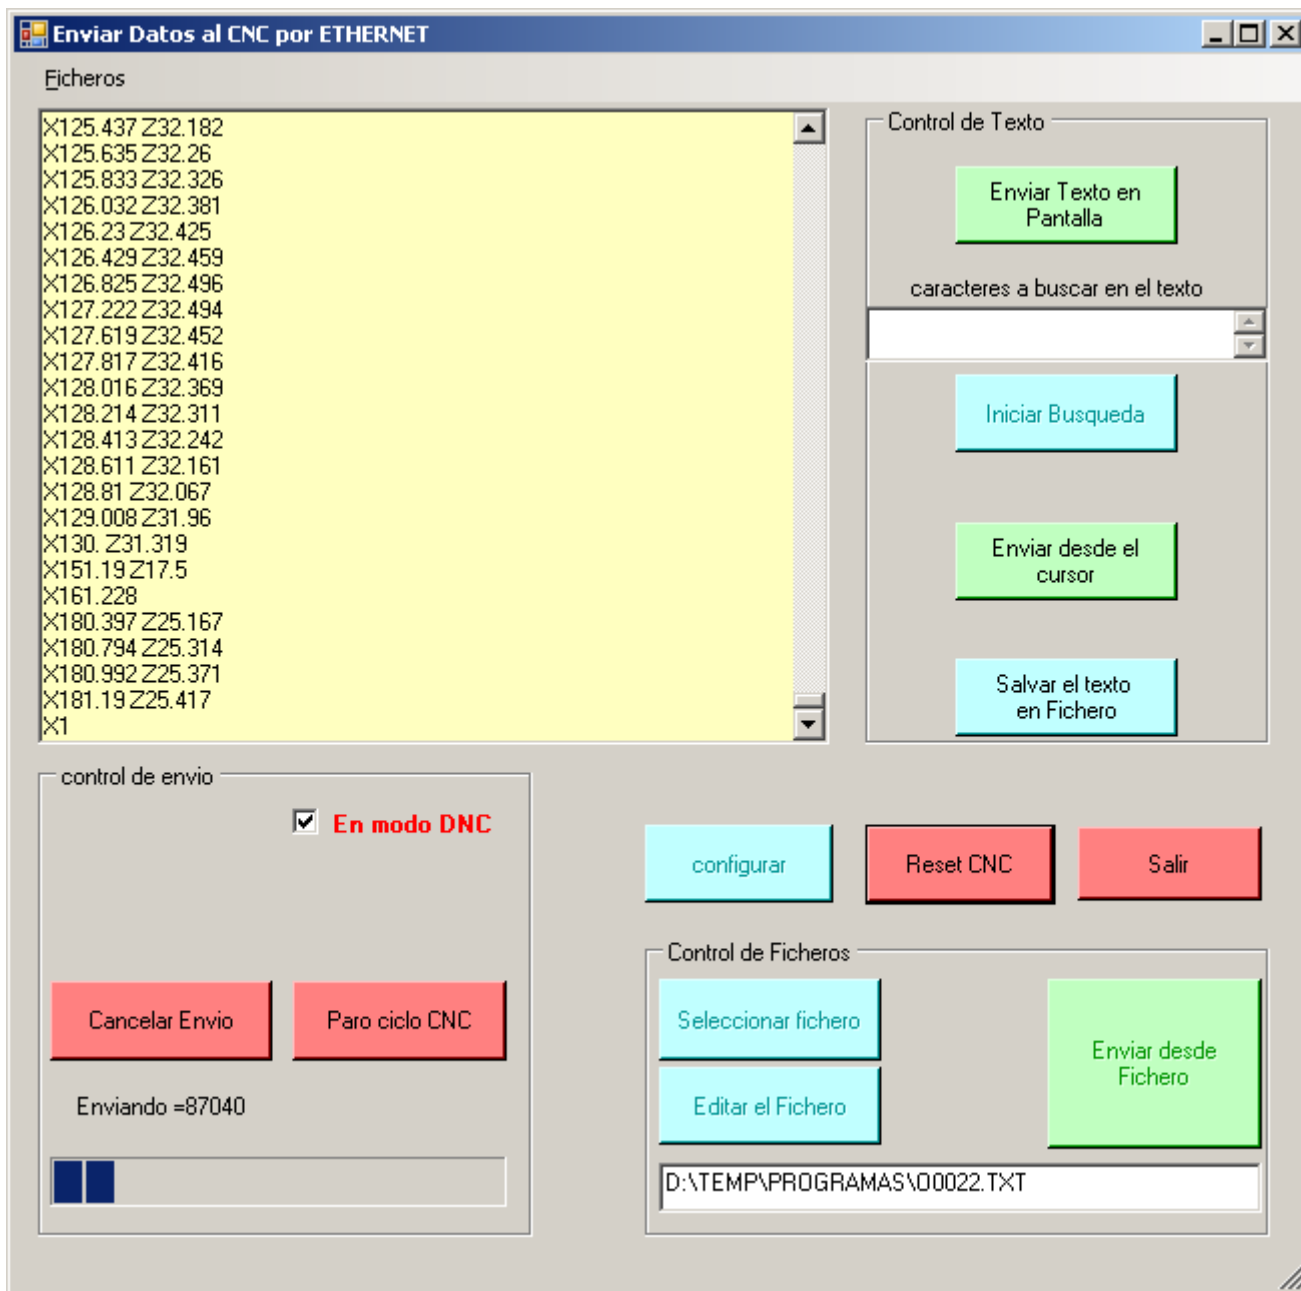 Enviar Datos al CNC por ETHERNET
Ficheros
X125.437 Z32.182
X125.635 Z32.26
X125.833 Z32.326
X126.032 Z32.381
X126.23 Z32.425
X126.429 Z32.459
X126.825 Z32.496
X127.222 Z32.494
X127.619 Z32.452
X127.817 Z32.416
X128.016 Z32.369
X128.214 Z32.311
X128.413 Z32.242
X128.611 Z32.161
X128.81 Z32.067
X129.008 Z31.96
X130. Z31.319
X151.19 Z17.5
X161.228
X180.397 Z25.167
X180.794 Z25.314
X180.992 Z25.371
X181.19 Z25.417
X1
Control de Texto
Enviar Texto en
Pantalla
caracteres a buscar en el texto
Iniciar Busqueda
Enviar desde el
cursor
Salvar el texto
en Fichero
control de envio
En modo DNC
Cancelar Envio
Paro ciclo CNC
Enviando =87040
configurar
Reset CNC
Salir
Control de Ficheros
Seleccionar fichero
Editar el Fichero
Enviar desde
Fichero
D:\TEMP\PROGRAMAS\O0022.TXT